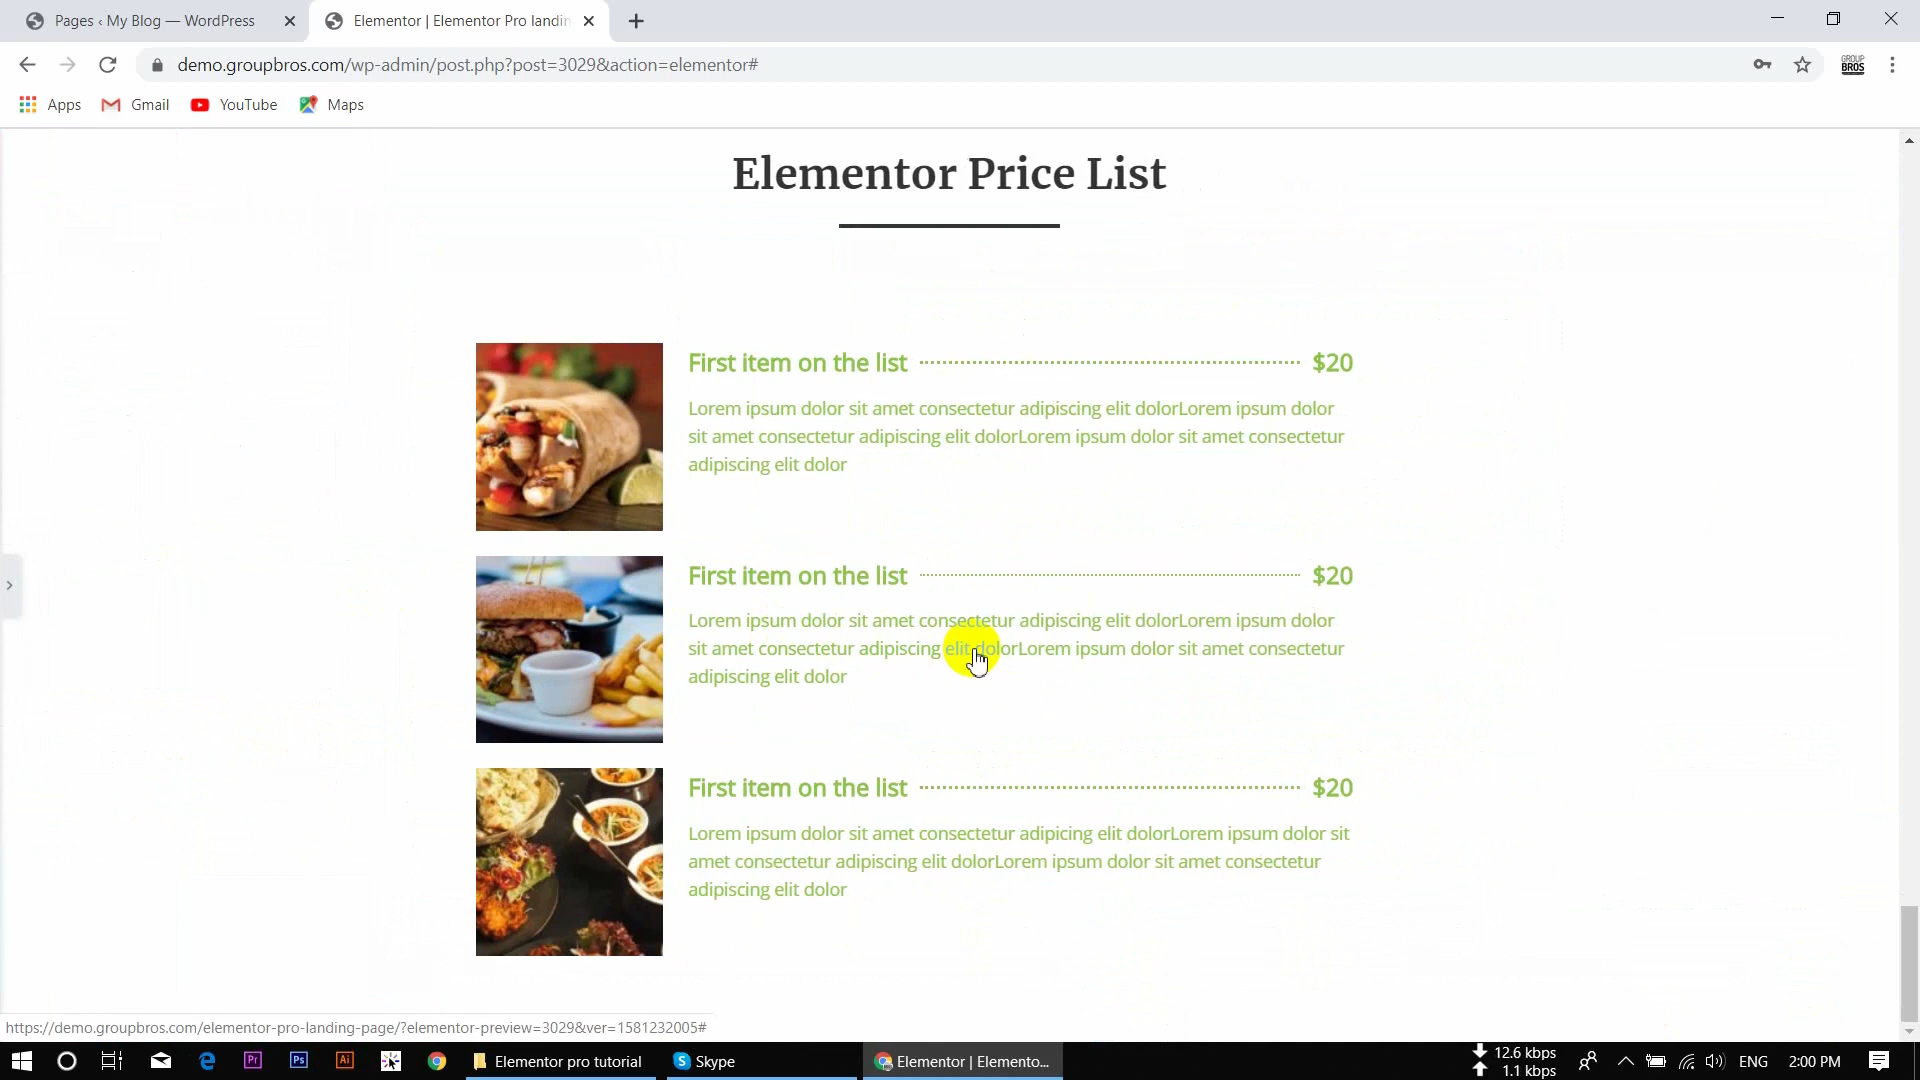 Pages ‹ My Blog — WordPress
Elementor | Elementor Pro landin
demo.groupbros.com/wp-admin/post.php?post=3029&action=elementor#
GROUP
BROS
Apps
Gmail
YouTube
Maps
Elementor Price List
First item on the list
$20
Lorem ipsum dolor sit amet consectetur adipiscing elit dolorLorem ipsum dolor
sit amet consectetur adipiscing elit dolorLorem ipsum dolor sit amet consectetur
adipiscing elit dolor
First item on the list
$20
Lorem ipsum dolor sit amet consectetur adipiscing elit dolorLorem ipsum dolor
sit amet consectetur adipiscing elit dolorLorem ipsum dolor sit amet consectetur
adipiscing elit dolor
First item on the list
$20
Lorem ipsum dolor sit amet consectetur adipicing elit dolorLorem ipsum dolor sit
amet consectetur adipiscing elit dolorLorem ipsum dolor sit amet consectetur
adipiscing elit dolor
https://demo.groupbros.com/elementor-pro-landing-page/?elementor-preview=3029&ver=1581232005#
Pr
Ps
Ai
Elementor pro tutorial
Skype
Elementor | Elemento...
12.6 kbps
1.1 kbps
ENG
2:00 PM